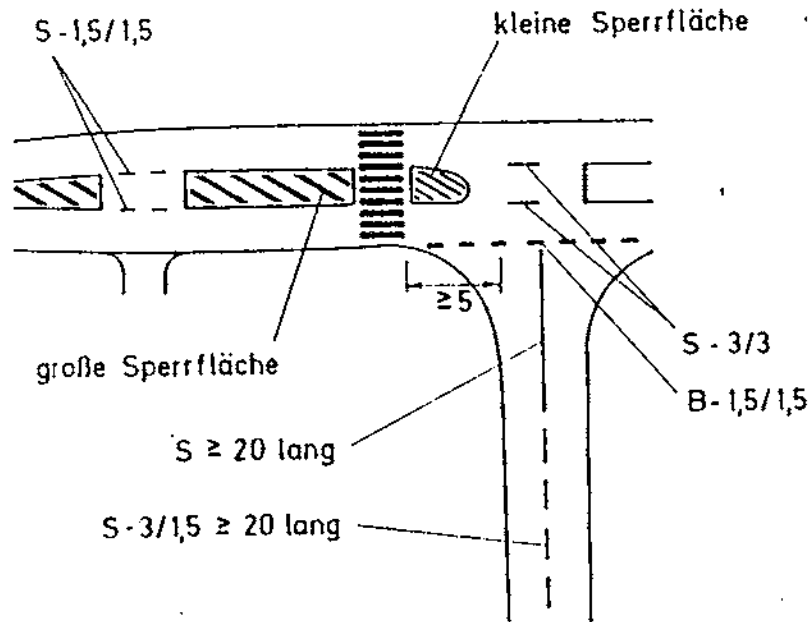 S-1,5/1,5
kleine Sperrfläche
≥5
große Sperrfläche
S-3/3
B-1,5/1,5
S ≥ 20 lang
S-3/1,5 ≥ 20 lang